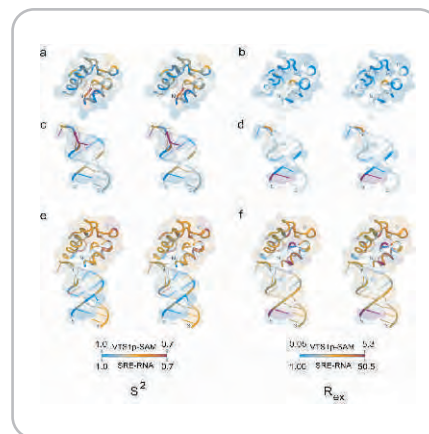 a b
c d
e f
1.0 VTS1p-SAM 0.7
1.0 SRE-RNA 0.7
S²
0.05 VTS1p-SAM 5.3
1.00 SRE-RNA 50.5
Rex